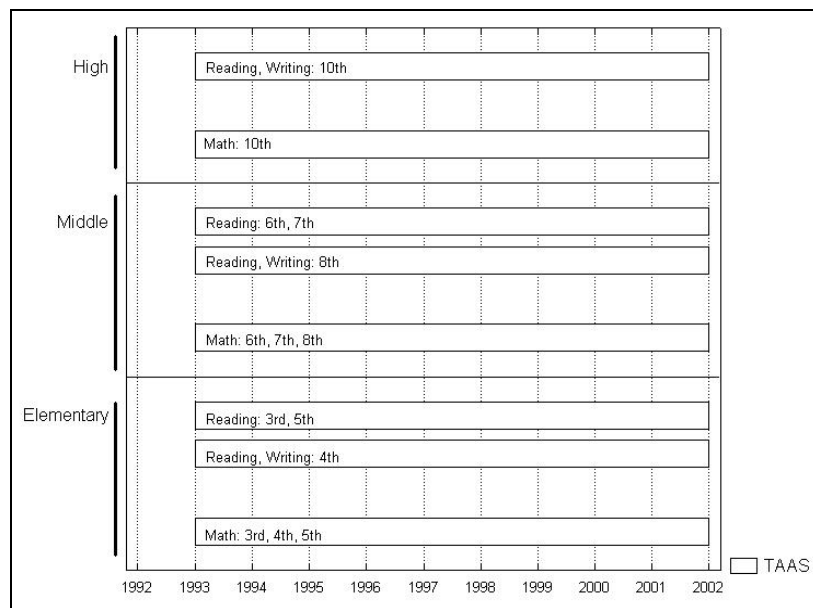 High
Reading, Writing: 10th
Math: 10th
Middle
Reading: 6th, 7th
Reading, Writing: 8th
Math: 6th, 7th, 8th
Elementary
Reading: 3rd, 5th
Reading, Writing: 4th
Math: 3rd, 4th, 5th
1992 1993 1994 1995 1996 1997 1998 1999 2000 2001 2002
TAAS